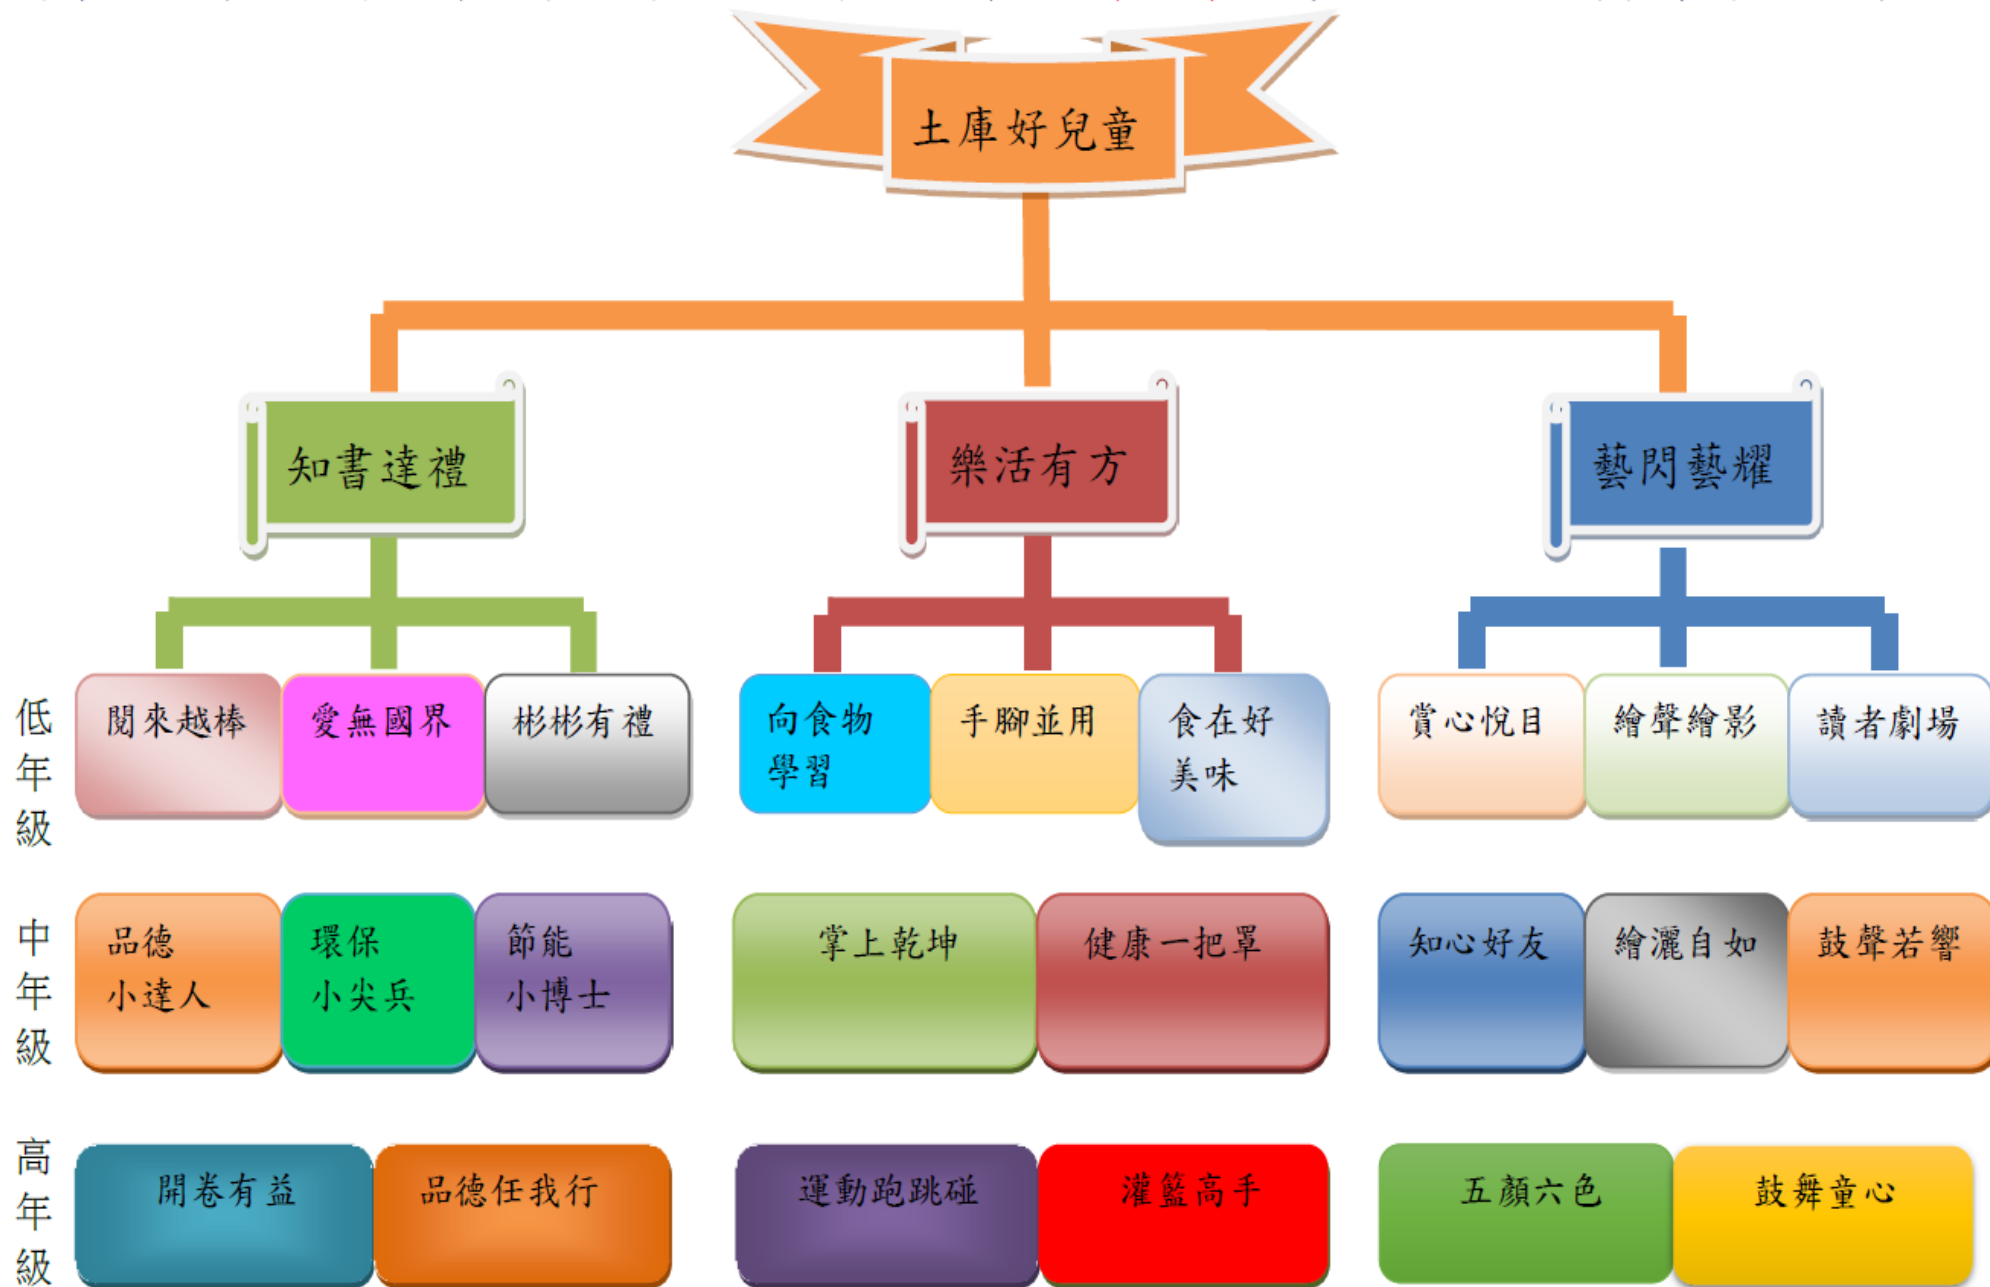 土庫好兒童
知書達禮
樂活有方
藝閃藝耀
低年級
閱來越棒
愛無國界
彬彬有禮
向食物
學習
手腳並用
食在好
美味
賞心悅目
繪聲繪影
讀者劇場
中年級
品德
小達人
環保
小尖兵
節能
小博士
掌上乾坤
健康一把罩
知心好友
繪灑自如
鼓聲若響
高年級
開卷有益
品德任我行
運動跑跳碰
灌籃高手
五顏六色
鼓舞童心